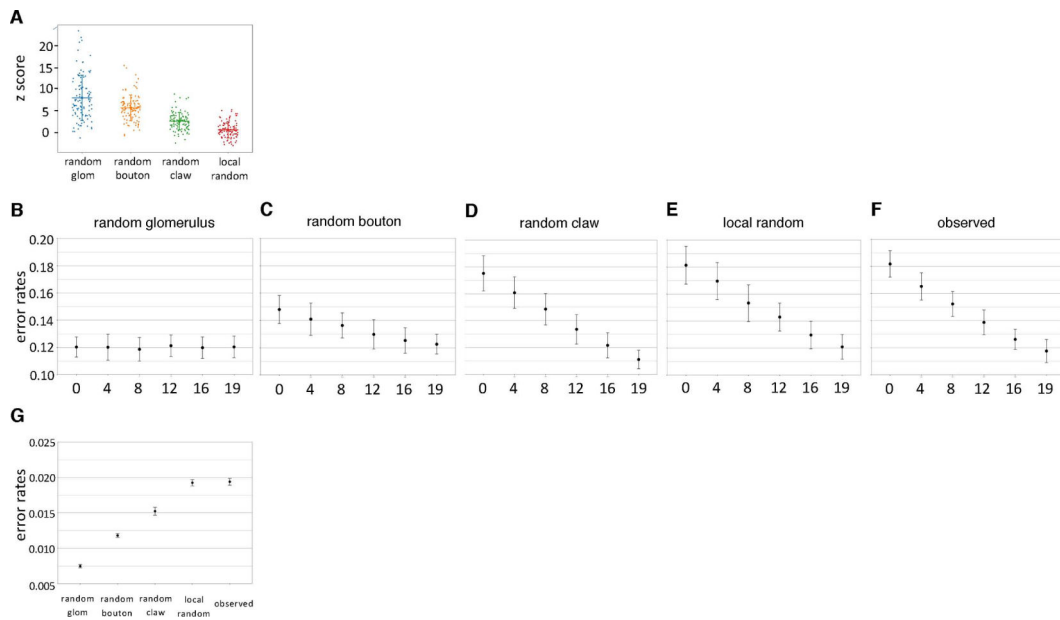 A
z score
20
15
10
5
0
random glom
random bouton
random claw
local random
B
random glomerulus
C
random bouton
D
random claw
E
local random
F
observed
error rates
0.20
0.18
0.16
0.14
0.12
0.10
0 4 8 12 16 19
0 4 8 12 16 19
0 4 8 12 16 19
0 4 8 12 16 19
0 4 8 12 16 19
G
error rates
0.025
0.020
0.015
0.010
0.005
random glom
random bouton
random claw
local random
observed